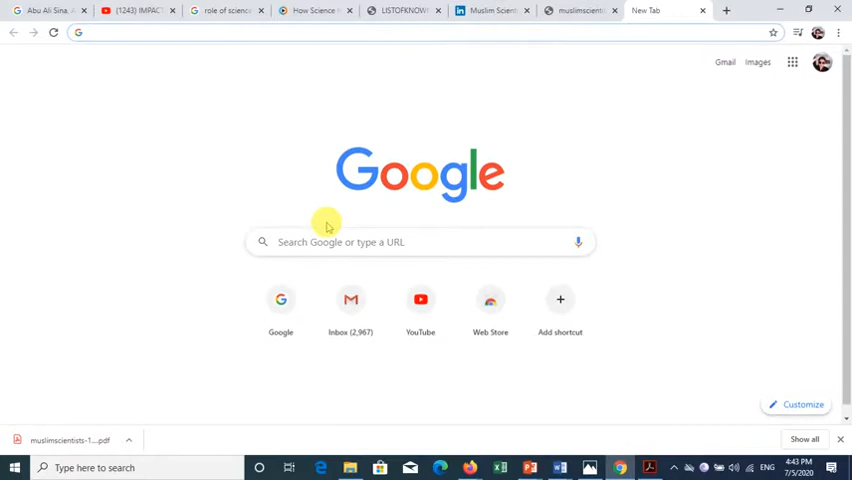 Abu Ali Sina, A
(1243) IMPACT
role of science
How Science
LISTOFKNOW
Muslim Scient
muslimscienti
New Tab
Gmail
Images
Google
Search Google or type a URL
Google
Inbox (2,967)
YouTube
Web Store
Add shortcut
Customize
muslimscientists-1....pdf
Show all
Type here to search
ENG
4:43 PM
7/5/2020